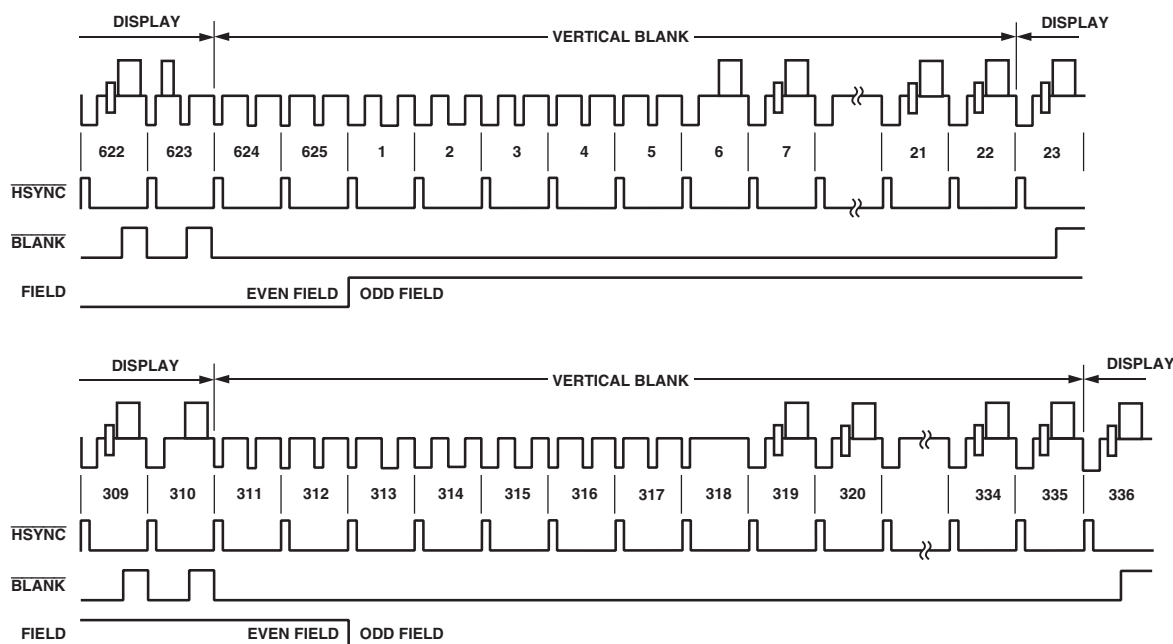 DISPLAY VERTICAL BLANK DISPLAY
622 623 624 625 1 2 3 4 5 6 7 21 22 23
HSYNC
BLANK
FIELD EVEN FIELD ODD FIELD
DISPLAY VERTICAL BLANK DISPLAY
309 310 311 312 313 314 315 316 317 318 319 320 334 335 336
HSYNC
BLANK
FIELD EVEN FIELD ODD FIELD